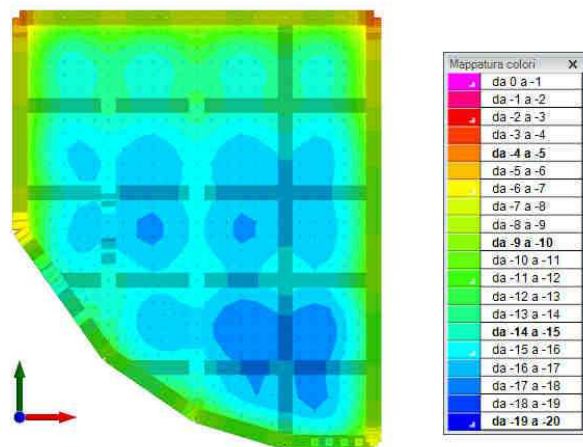 Mappatura colori X
da 0 a -1
da -1 a -2
da -2 a -3
da -3 a -4
da -4 a -5
da -5 a -6
da -6 a -7
da -7 a -8
da -8 a -9
da -9 a -10
da -10 a -11
da -11 a -12
da -12 a -13
da -13 a -14
da -14 a -15
da -15 a -16
da -16 a -17
da -17 a -18
da -18 a -19
da -19 a -20